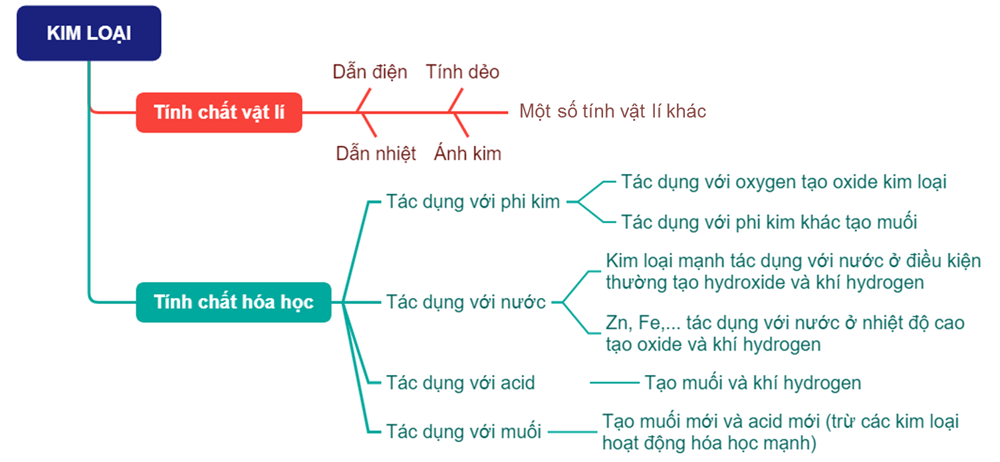 KIM LOẠI
Dẫn điện
Tính dẻo
Tính chất vật lí
Một số tính vật lí khác
Dẫn nhiệt
Ánh kim
Tính chất hóa học
Tác dụng với phi kim
Tác dụng với oxygen tạo oxide kim loại
Tác dụng với phi kim khác tạo muối
Tác dụng với nước
Kim loại mạnh tác dụng với nước ở điều kiện
thường tạo hydroxide và khí hydrogen
Zn, Fe,... tác dụng với nước ở nhiệt độ cao
tạo oxide và khí hydrogen
Tác dụng với acid
Tạo muối và khí hydrogen
Tác dụng với muối
Tạo muối mới và acid mới (trừ các kim loại
hoạt động hóa học mạnh)